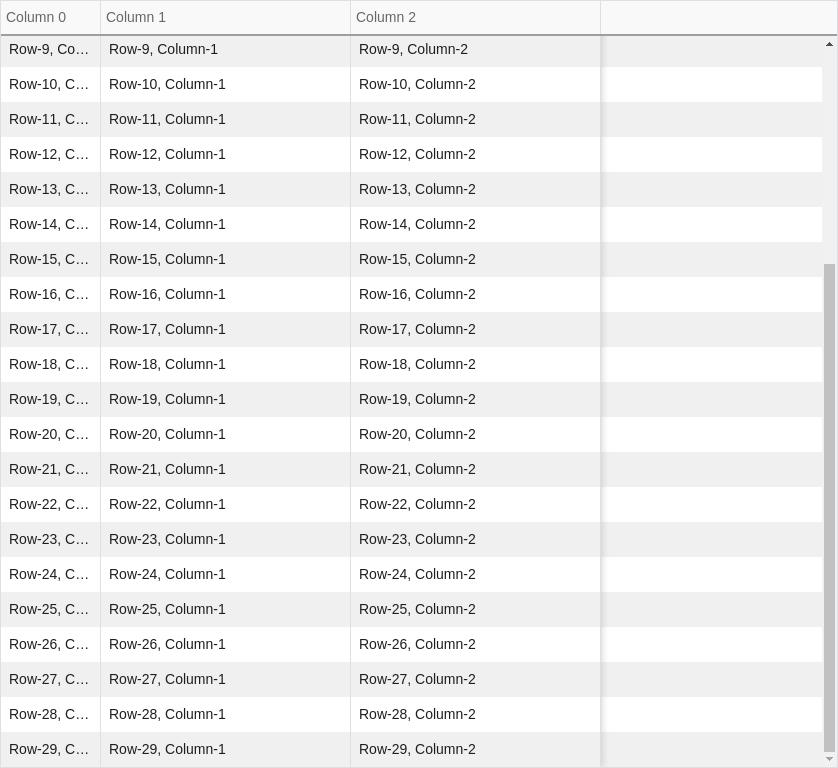 Column 0 Column 1 Column 2
Row-9, Co... Row-9, Column-1 Row-9, Column-2
Row-10, C... Row-10, Column-1 Row-10, Column-2
Row-11, C... Row-11, Column-1 Row-11, Column-2
Row-12, C... Row-12, Column-1 Row-12, Column-2
Row-13, C... Row-13, Column-1 Row-13, Column-2
Row-14, C... Row-14, Column-1 Row-14, Column-2
Row-15, C... Row-15, Column-1 Row-15, Column-2
Row-16, C... Row-16, Column-1 Row-16, Column-2
Row-17, C... Row-17, Column-1 Row-17, Column-2
Row-18, C... Row-18, Column-1 Row-18, Column-2
Row-19, C... Row-19, Column-1 Row-19, Column-2
Row-20, C... Row-20, Column-1 Row-20, Column-2
Row-21, C... Row-21, Column-1 Row-21, Column-2
Row-22, C... Row-22, Column-1 Row-22, Column-2
Row-23, C... Row-23, Column-1 Row-23, Column-2
Row-24, C... Row-24, Column-1 Row-24, Column-2
Row-25, C... Row-25, Column-1 Row-25, Column-2
Row-26, C... Row-26, Column-1 Row-26, Column-2
Row-27, C... Row-27, Column-1 Row-27, Column-2
Row-28, C... Row-28, Column-1 Row-28, Column-2
Row-29, C... Row-29, Column-1 Row-29, Column-2